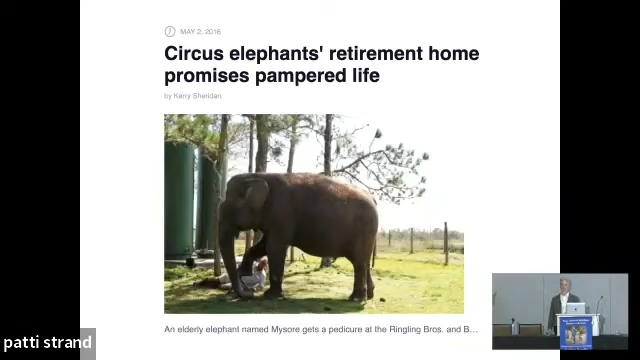 MAY 2, 2016
Circus elephants' retirement home
promises pampered life
by Kerry Sheridan
An elderly elephant named Mysore gets a pedicure at the Ringling Bros. and B...
patti strand